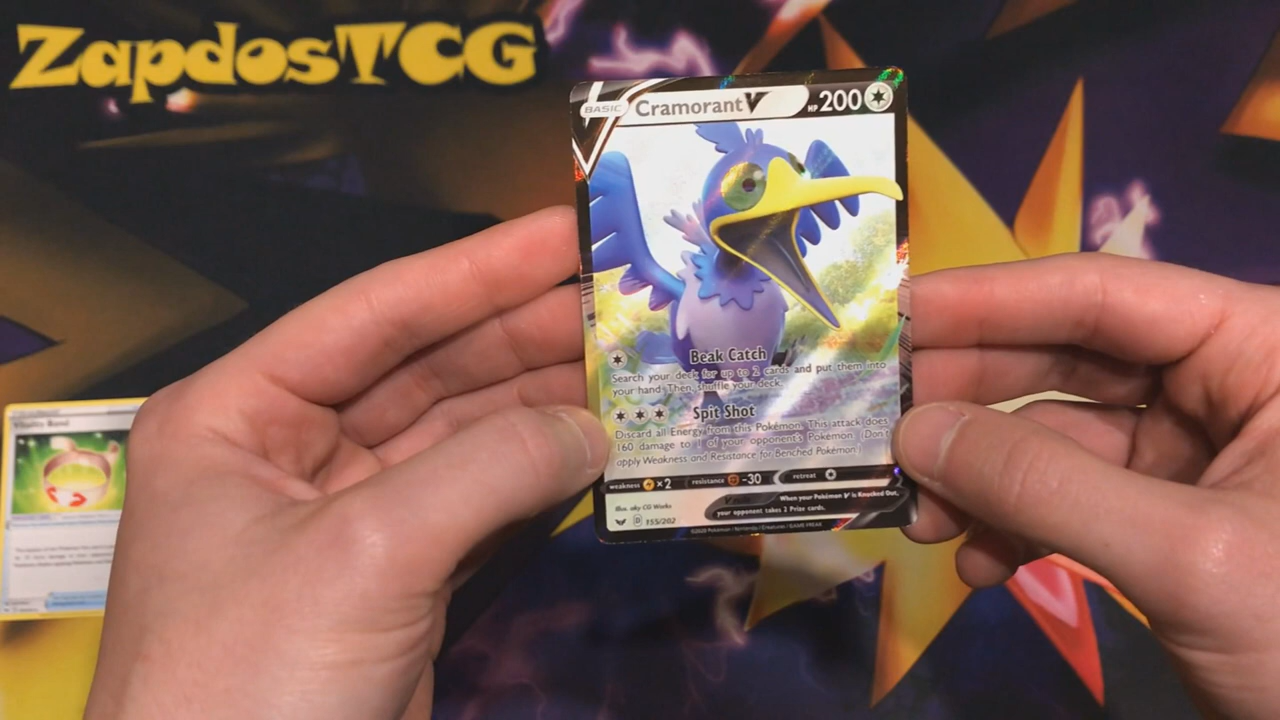 ZapdosTCG
BASIC
Cramorant V
HP 200
Beak Catch
Search your deck for up to 2 cards and put them into
your hand. Then, shuffle your deck.
Spit Shot
Discard all Energy from this Pokémon. This attack does
160 damage to 1 of your opponent's Pokémon. (Don't
apply Weakness and Resistance for Benched Pokémon.)
weakness ×2 resistance -30 retreat
When your Pokémon V is Knocked Out,
your opponent takes 2 Prize cards.
Illus. aky CG Works
D 155/202
©2020 Pokémon / Nintendo / Creatures / GAME FREAK
Vitality Band